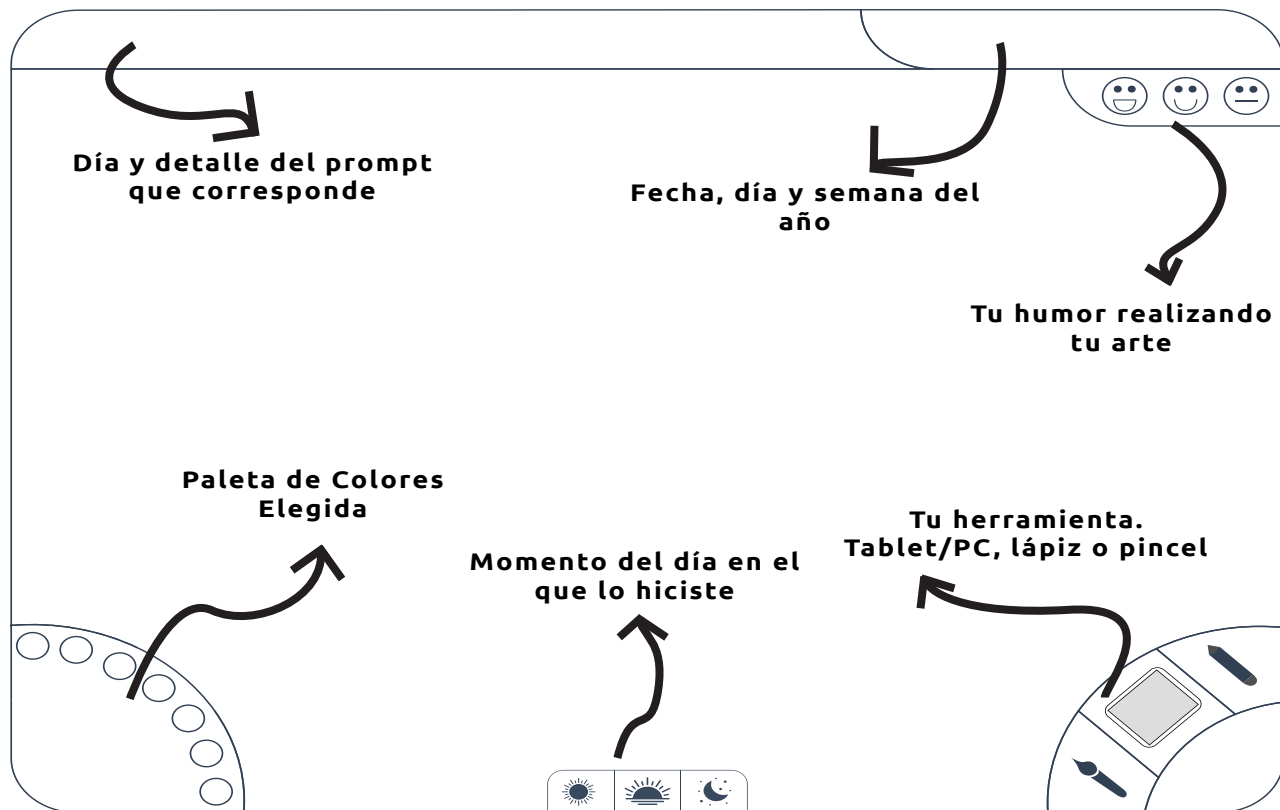 Día y detalle del prompt
que corresponde
Fecha, día y semana del
año
Tu humor realizando
tu arte
Paleta de Colores
Elegida
Momento del día en el
que lo hiciste
Tu herramienta.
Tablet/PC, lápiz o pincel